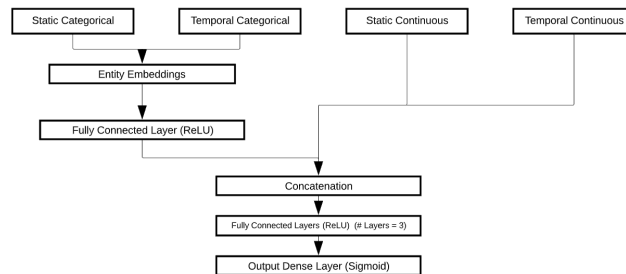 Static Categorical
Temporal Categorical
Static Continuous
Temporal Continuous
Entity Embeddings
Fully Connected Layer (ReLU)
Concatenation
Fully Connected Layers (ReLU) (# Layers = 3)
Output Dense Layer (Sigmoid)